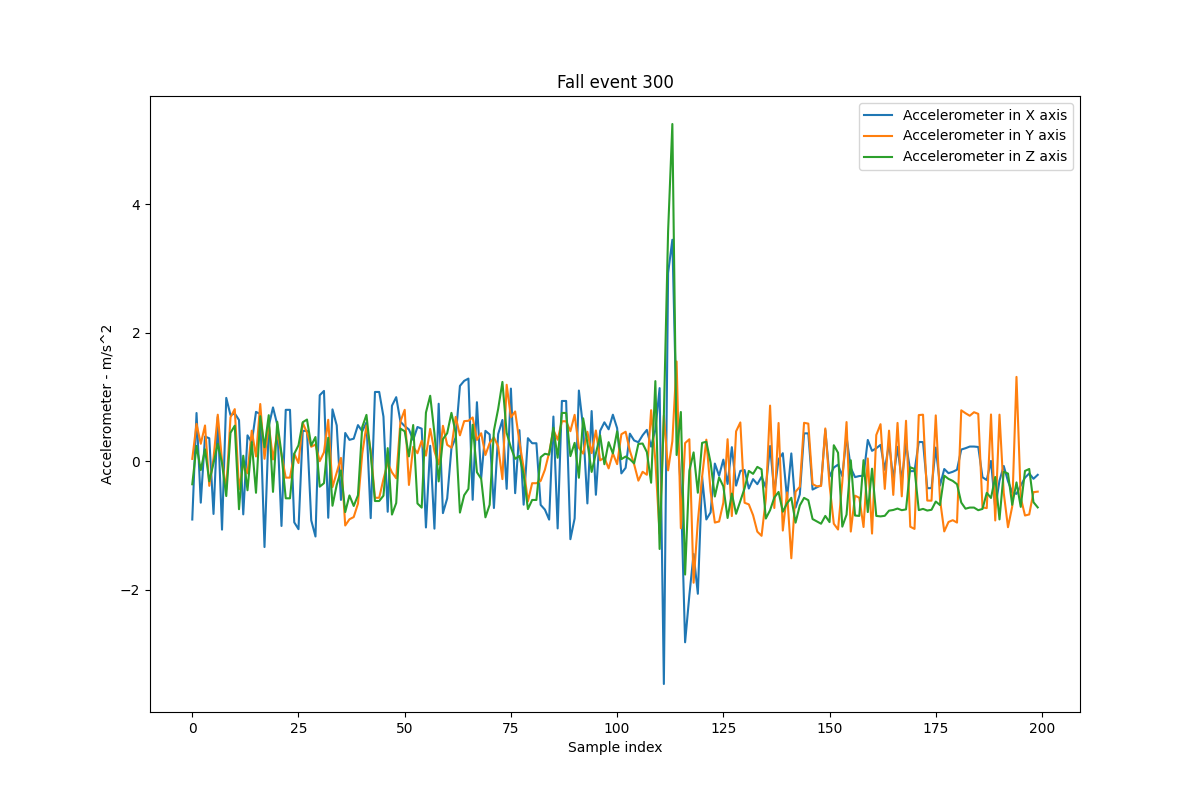 Fall event 300
Accelerometer in X axis
Accelerometer in Y axis
Accelerometer in Z axis
Accelerometer - m/s^2
4
2
0
−2
0 25 50 75 100 125 150 175 200
Sample index